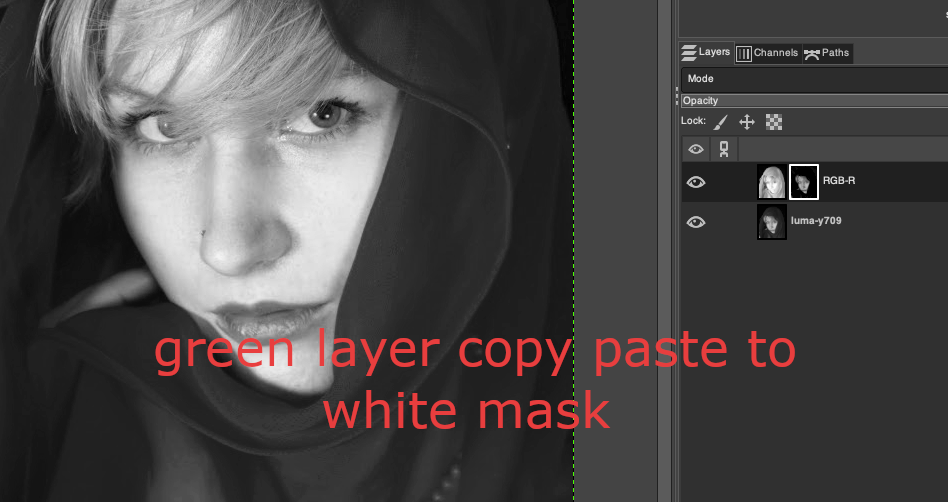 Layers
Channels
Paths
Mode
Opacity
Lock:
RGB-R
luma-y709
green layer copy paste to
white mask